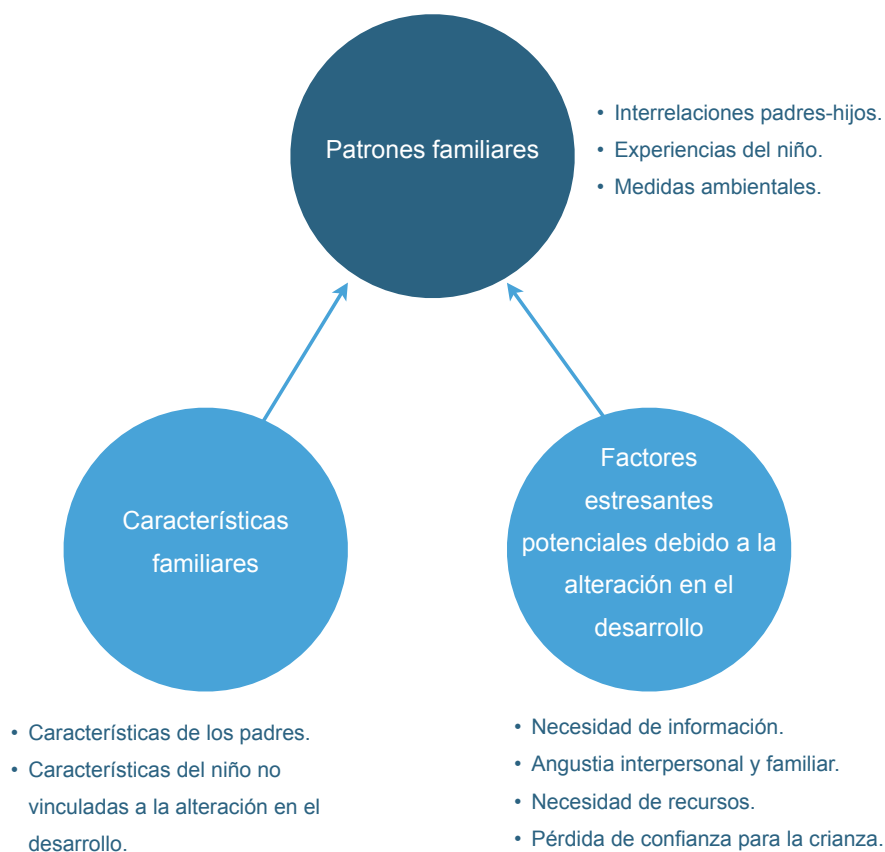 Patrones familiares
• Interrelaciones padres-hijos.
• Experiencias del niño.
• Medidas ambientales.
Características
familiares
Factores
estresantes
potenciales debido a la
alteración en el
desarrollo
• Características de los padres.
• Características del niño no
vinculadas a la alteración en el
desarrollo.
• Necesidad de información.
• Angustia interpersonal y familiar.
• Necesidad de recursos.
• Pérdida de confianza para la crianza.